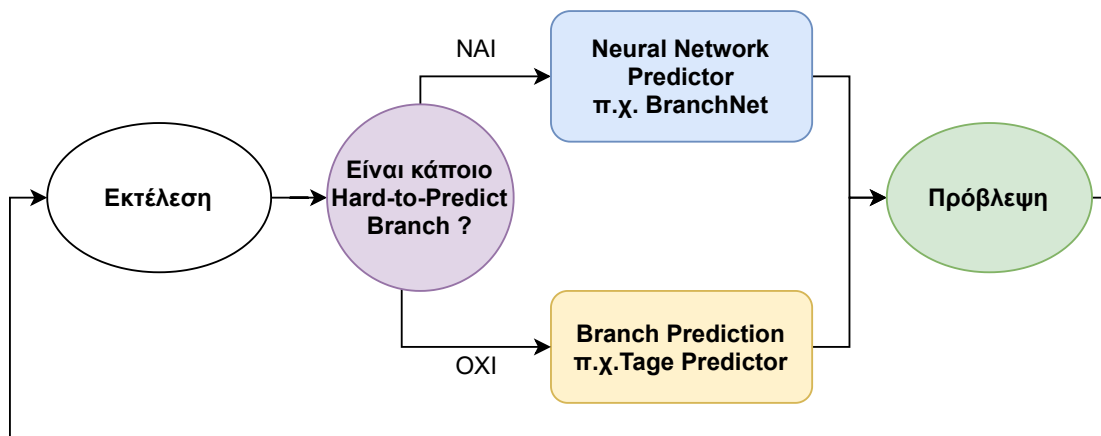 ΝΑΙ
Neural Network
Predictor
π.χ. BranchNet
Εκτέλεση
Είναι κάποιο
Hard-to-Predict
Branch ?
Πρόβλεψη
ΟΧΙ
Branch Prediction
π.χ.Tage Predictor